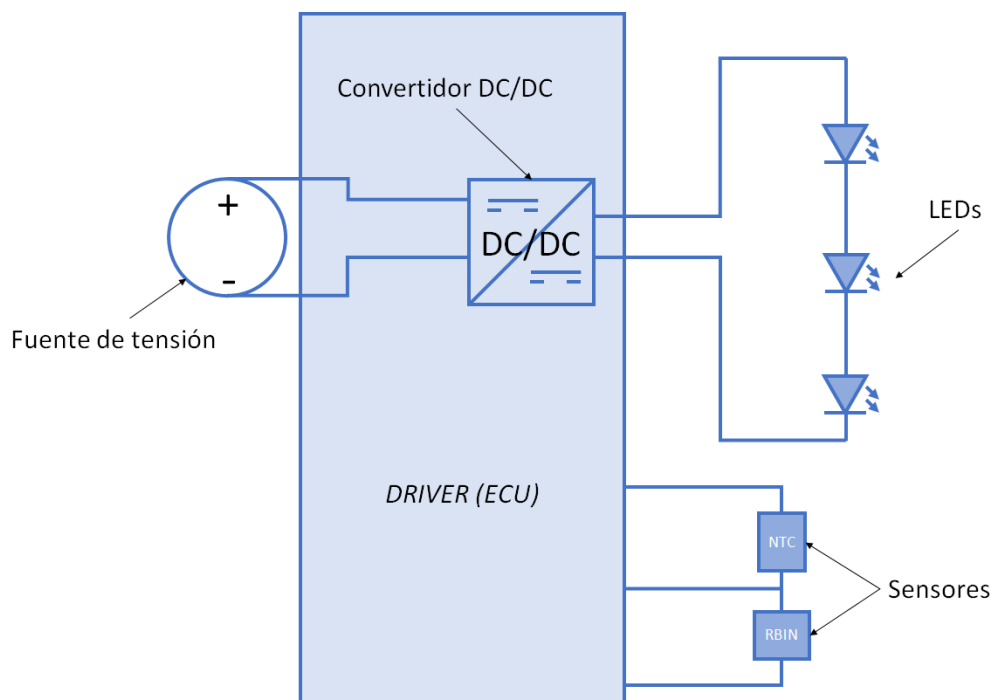 Convertidor DC/DC
+
-
DC/DC
LEDs
Fuente de tensión
DRIVER (ECU)
NTC
Sensores
RBIN